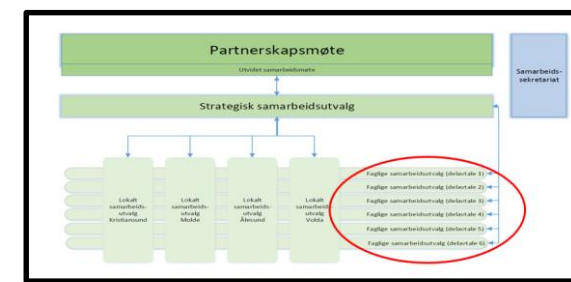 Partnerskapsmøte
Utvidet samarbeidsmøte
Samarbeids-
sekretariat
Strategisk samarbeidsutvalg
Lokalt
samarbeids-
utvalg
Kristiansund
Lokalt
samarbeids-
utvalg
Molde
Lokalt
samarbeids-
utvalg
Ålesund
Lokalt
samarbeids-
utvalg
Volda
Faglige samarbeidsutvalg (delavtale 1)
Faglige samarbeidsutvalg (delavtale 2)
Faglige samarbeidsutvalg (delavtale 3)
Faglige samarbeidsutvalg (delavtale 4)
Faglige samarbeidsutvalg (delavtale 5)
Faglige samarbeidsutvalg (delavtale 6)